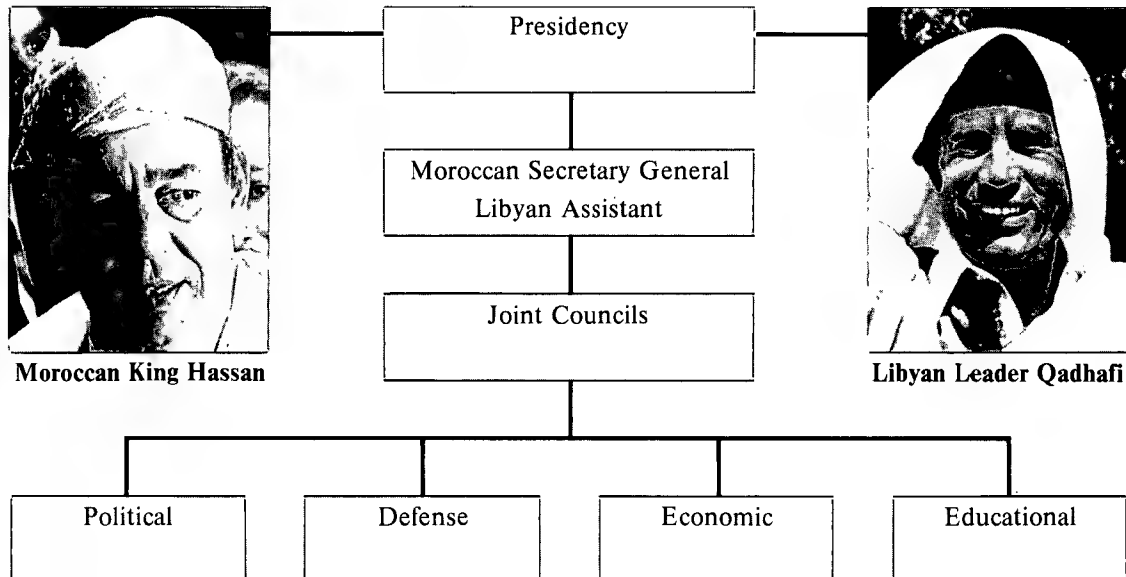 Presidency
Moroccan Secretary General
Libyan Assistant
Joint Councils
Moroccan King Hassan
Libyan Leader Qadhafi
Political
Defense
Economic
Educational